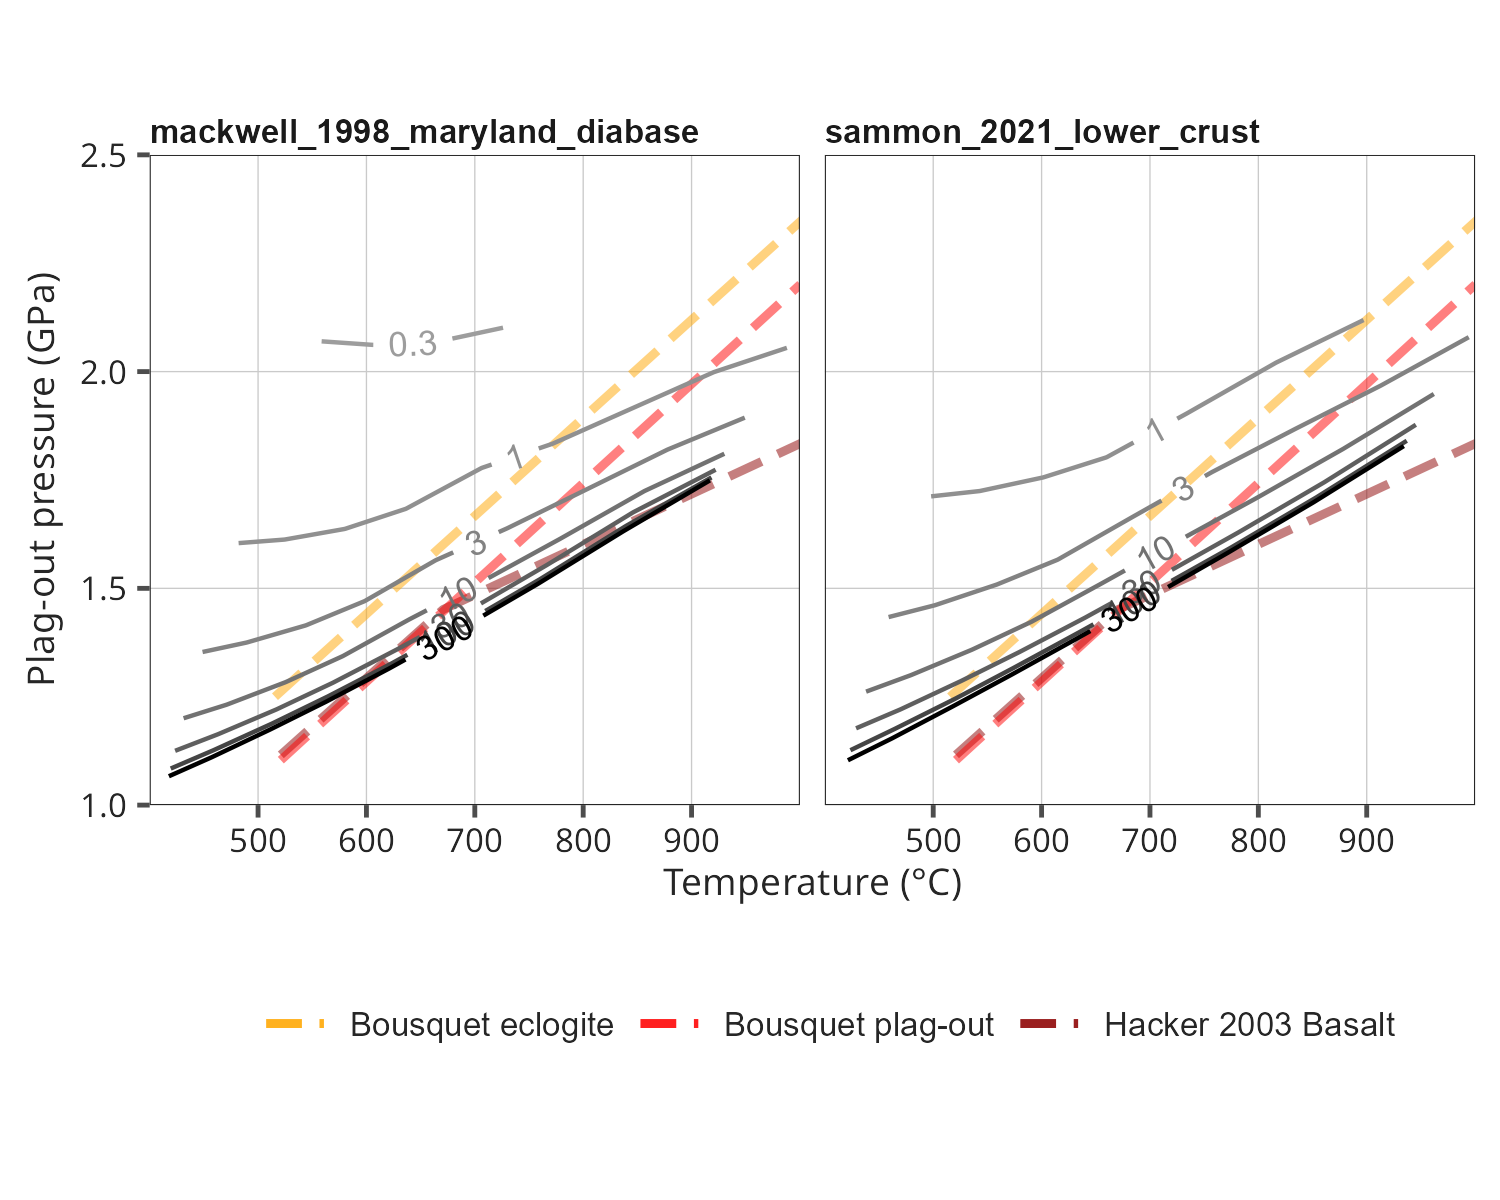 mackwell_1998_maryland_diabase
sammon_2021_lower_crust
Plag-out pressure (GPa)
2.5
2.0
1.5
1.0
0.3
1
3
10
30
300
1
3
10
30
300
500 600 700 800 900
500 600 700 800 900
Temperature (°C)
Bousquet eclogite Bousquet plag-out Hacker 2003 Basalt